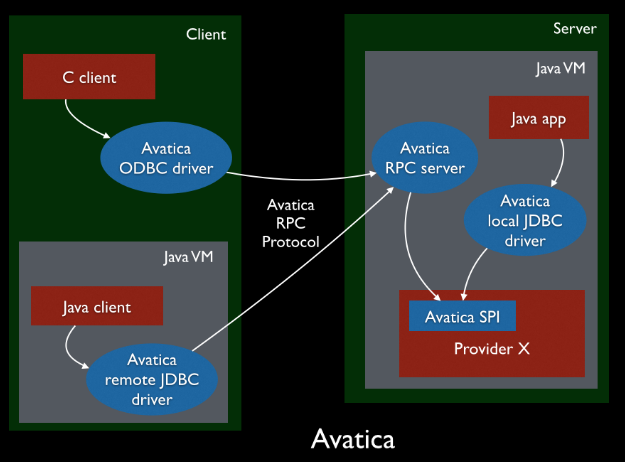 Client
C client
Avatica
ODBC driver
Java VM
Java client
Avatica
remote JDBC
driver
Avatica
RPC
Protocol
Server
Java VM
Java app
Avatica
RPC server
Avatica
local JDBC
driver
Avatica SPI
Provider X
Avatica